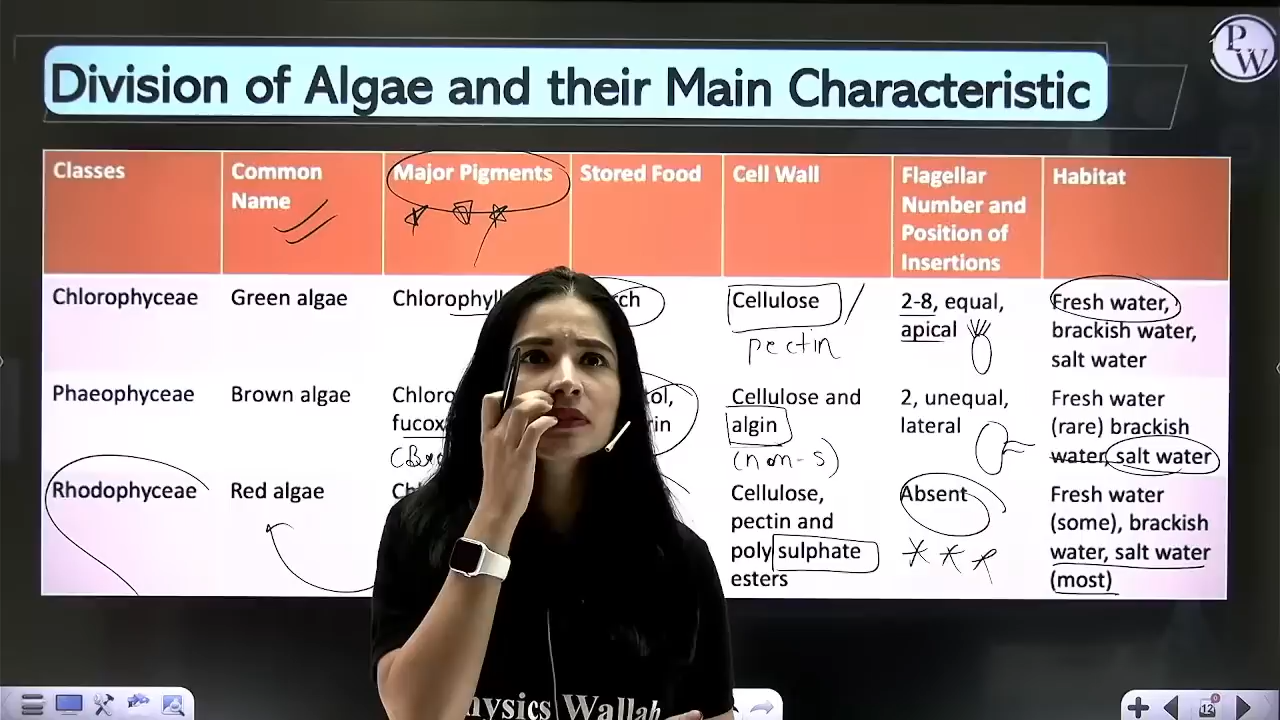 Division of Algae and their Main Characteristic
PW
Classes
Common
Name
Major Pigments
Stored Food
Cell Wall
Flagellar
Number and
Position of
Insertions
Habitat
Chlorophyceae
Green algae
Cellulose
pectin
2-8, equal,
apical
Fresh water,
brackish water,
salt water
Phaeophyceae
Brown algae
Cellulose and
algin
(non-s)
2, unequal,
lateral
Fresh water
(rare) brackish
water, salt water
Rhodophyceae
Red algae
Cellulose,
pectin and
poly sulphate
esters
Absent
Fresh water
(some), brackish
water, salt water
(most)
12